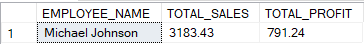 EMPLOYEE_NAME TOTAL_SALES TOTAL_PROFIT
1 Michael Johnson 3183.43 791.24